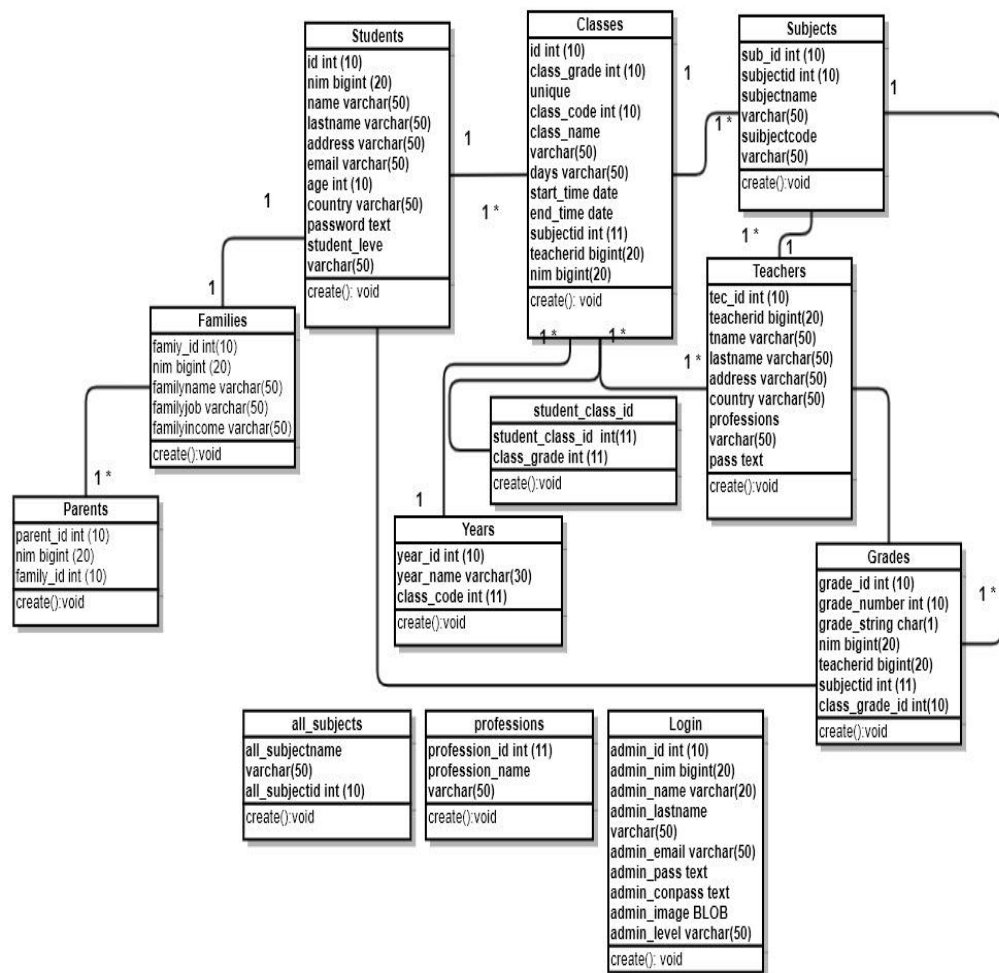 Students
id int (10)
nim bigint (20)
name varchar(50)
lastname varchar(50)
address varchar(50)
email varchar(50)
age int (10)
country varchar(50)
password text
student_leve
varchar(50)
create(): void
Classes
id int (10)
class_grade int (10)
unique
class_code int (10)
class_name
varchar(50)
days varchar(50)
start_time date
end_time date
subjectid int (11)
teacherid bigint(20)
nim bigint(20)
create(): void
Subjects
sub_id int (10)
subjectid int (10)
subjectname
varchar(50)
suibjectcode
varchar(50)
create():void
1
1
1 *
1
1 *
1
1 *
1
1
Families
famiy_id int(10)
nim bigint (20)
familyname varchar(50)
familyjob varchar(50)
familyincome varchar(50)
create():void
1 *
Parents
parent_id int (10)
nim bigint (20)
family_id int (10)
create():void
1 *
1 *
student_class_id
student_class_id int(11)
class_grade int (11)
create():void
1
Years
year_id int (10)
year_name varchar(30)
class_code int (11)
create():void
1 *
Teachers
tec_id int (10)
teacherid bigint(20)
tname varchar(50)
lastname varchar(50)
address varchar(50)
country varchar(50)
professions
varchar(50)
pass text
create():void
Grades
grade_id int (10)
grade_number int (10)
grade_string char(1)
nim bigint(20)
teacherid bigint(20)
subjectid int (11)
class_grade_id int(10)
create():void
1 *
all_subjects
all_subjectname
varchar(50)
all_subjectid int (10)
create():void
professions
profession_id int (11)
profession_name
varchar(50)
create():void
Login
admin_id int (10)
admin_nim bigint(20)
admin_name varchar(20)
admin_lastname
varchar(50)
admin_email varchar(50)
admin_pass text
admin_conpass text
admin_image BLOB
admin_level varchar(50)
create(): void